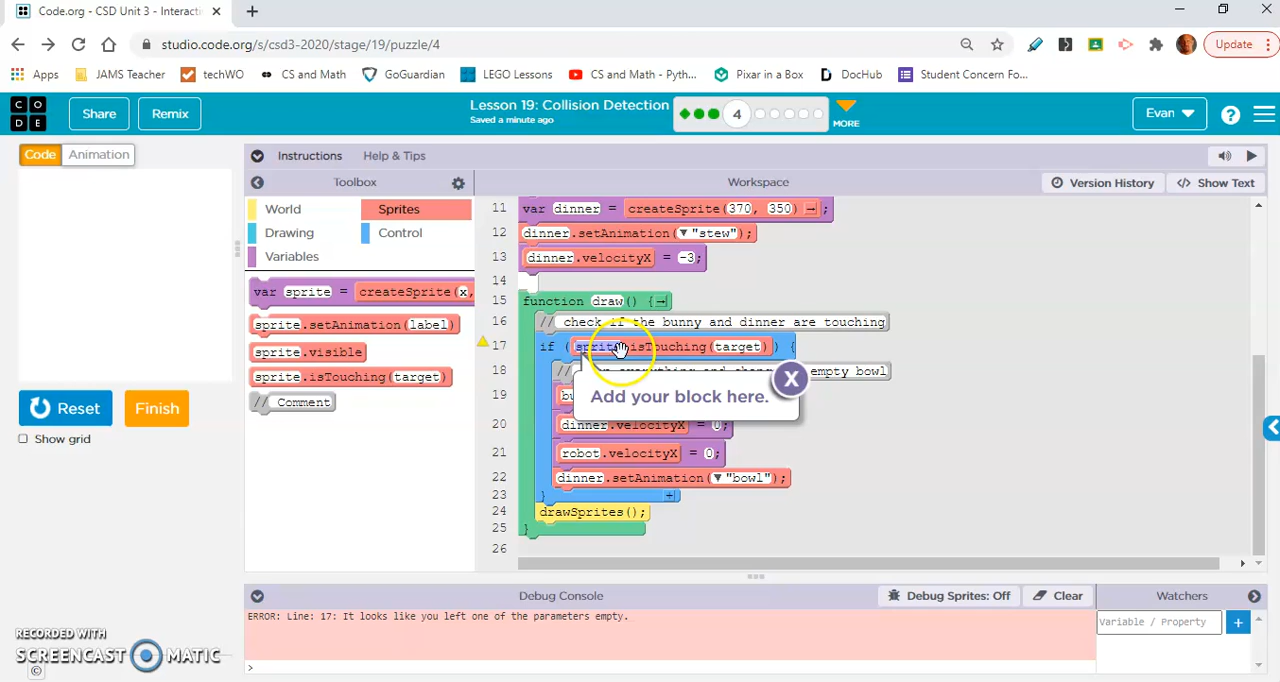 Code.org - CSD Unit 3 - Interacti
studio.code.org/s/csd3-2020/stage/19/puzzle/4
Update
Apps JAMS Teacher techWO CS and Math GoGuardian LEGO Lessons CS and Math - Pyth... Pixar in a Box DocHub Student Concern Fo...
C O
D E
Share
Remix
Lesson 19: Collision Detection
Saved a minute ago
4
MORE
Evan
?
Code
Animation
Instructions
Help & Tips
Toolbox
Workspace
Version History
</> Show Text
World
Sprites
Drawing
Control
Variables
var sprite = createSprite(x,
sprite.setAnimation(label)
sprite.visible
sprite.isTouching(target)
// Comment
Reset
Finish
Show grid
11 var dinner = createSprite(370, 350) ;
12 dinner.setAnimation( "stew");
13 dinner.velocityX = -3;
14
15 function draw() {
16 // check if the bunny and dinner are touching
17 if ( sprite.isTouching(target) ) {
18 // empty bowl
Add your block here.
X
19
20 dinner.velocityX = 0;
21 robot.velocityX = 0;
22 dinner.setAnimation( "bowl");
23 }
24 drawSprites();
25 }
26
Debug Console
Debug Sprites: Off
Clear
Watchers
ERROR: Line: 17: It looks like you left one of the parameters empty.
Variable / Property
+
>
RECORDED WITH
SCREENCAST MATIC
©